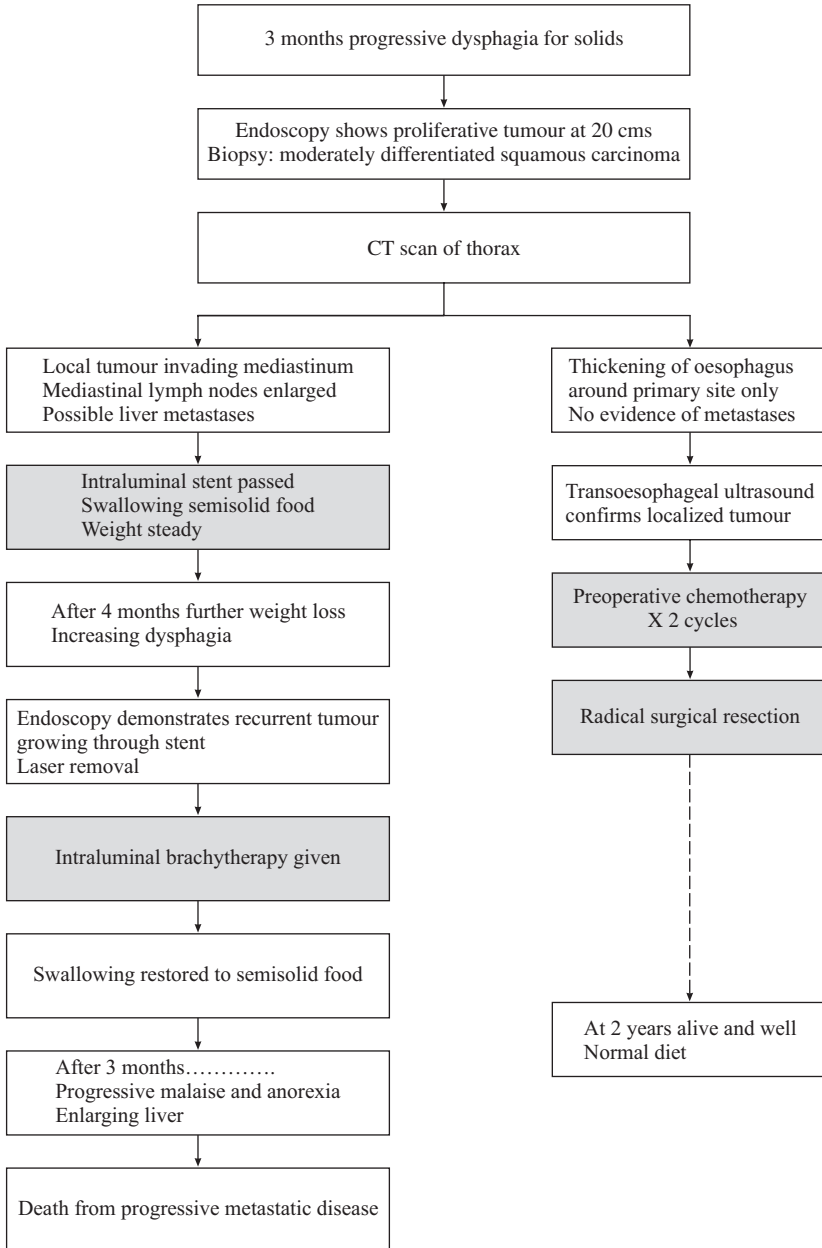 3 months progressive dysphagia for solids
Endoscopy shows proliferative tumour at 20 cms
Biopsy: moderately differentiated squamous carcinoma
CT scan of thorax
Local tumour invading mediastinum
Mediastinal lymph nodes enlarged
Possible liver metastases
Intraluminal stent passed
Swallowing semisolid food
Weight steady
After 4 months further weight loss
Increasing dysphagia
Endoscopy demonstrates recurrent tumour
growing through stent
Laser removal
Intraluminal brachytherapy given
Swallowing restored to semisolid food
After 3 months………….
Progressive malaise and anorexia
Enlarging liver
Death from progressive metastatic disease
Thickening of oesophagus
around primary site only
No evidence of metastases
Transoesophageal ultrasound
confirms localized tumour
Preoperative chemotherapy
X 2 cycles
Radical surgical resection
At 2 years alive and well
Normal diet